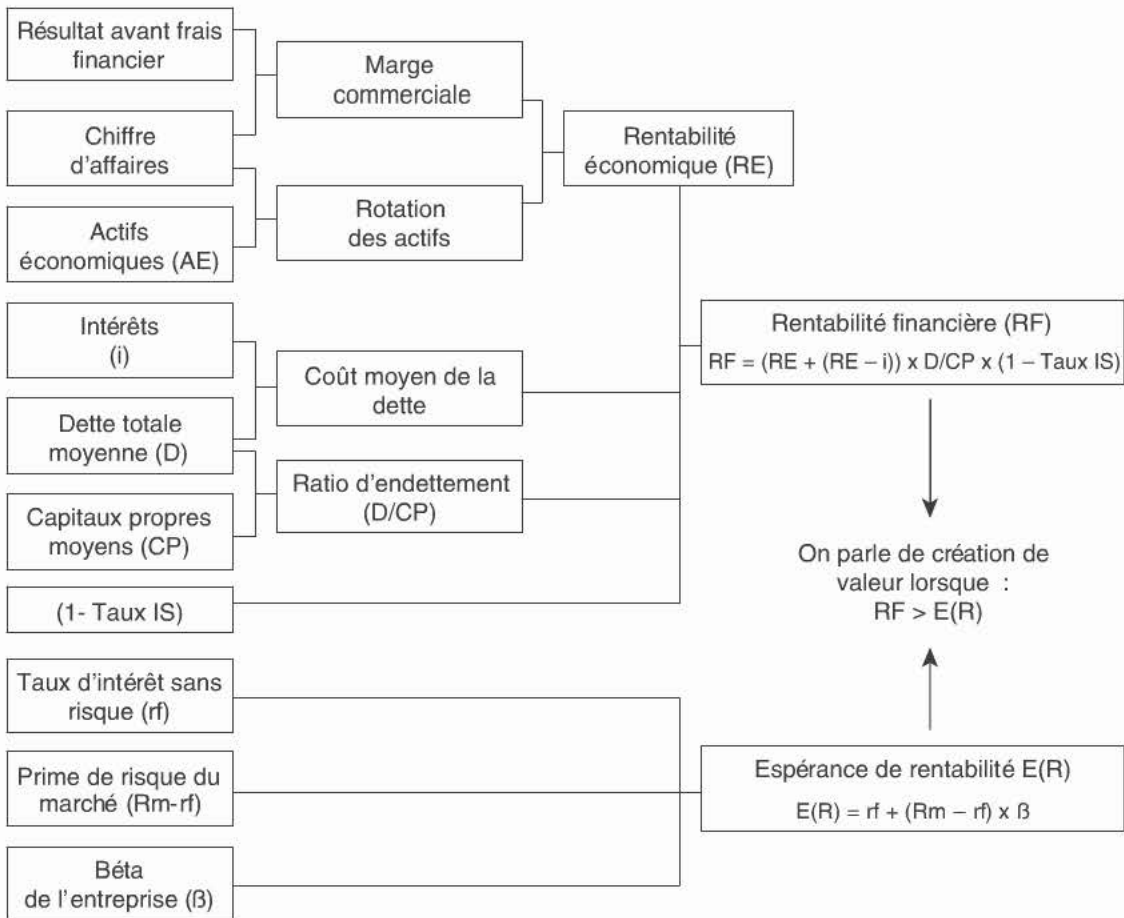 Résultat avant frais
financier
Chiffre
d'affaires
Actifs
économiques (AE)
Marge
commerciale
Rotation
des actifs
Rentabilité
économique (RE)
Intérêts
(i)
Dette totale
moyenne (D)
Capitaux propres
moyens (CP)
(1- Taux IS)
Coût moyen de la
dette
Ratio d'endettement
(D/CP)
Rentabilité financière (RF)
RF = (RE + (RE – i)) x D/CP x (1 – Taux IS)
On parle de création de
valeur lorsque :
RF > E(R)
Taux d'intérêt sans
risque (rf)
Prime de risque du
marché (Rm-rf)
Béta
de l'entreprise (ß)
Espérance de rentabilité E(R)
E(R) = rf + (Rm – rf) x ß